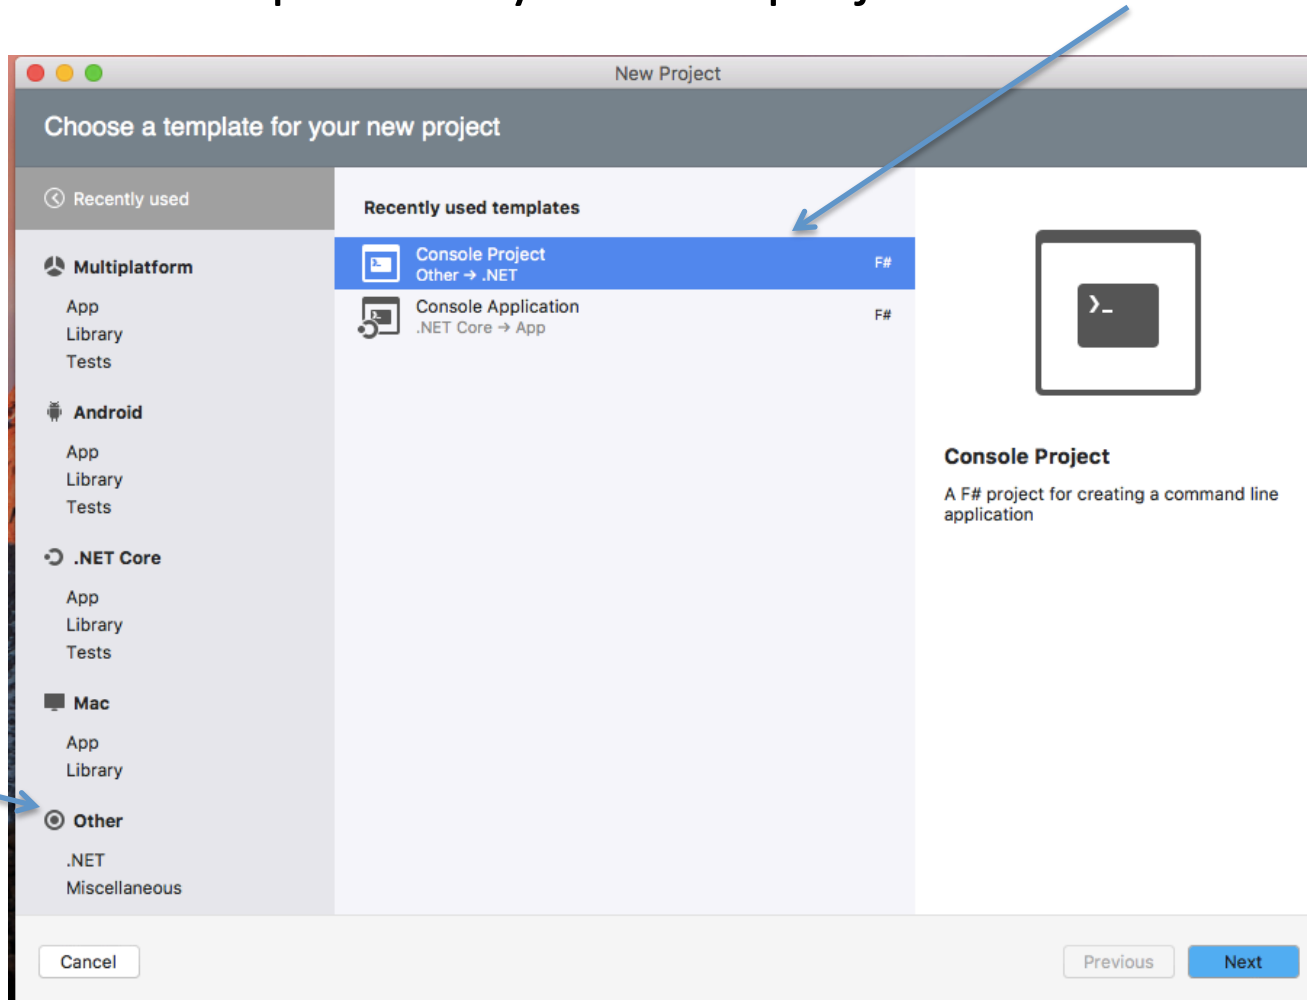 New Project
Choose a template for your new project
Recently used
Multiplatform
App
Library
Tests
Android
App
Library
Tests
.NET Core
App
Library
Tests
Mac
App
Library
Other
.NET
Miscellaneous
Recently used templates
Console Project
F#
Other → .NET
Console Application
F#
.NET Core → App
❯_
Console Project
A F# project for creating a command line
application
Cancel
Previous
Next